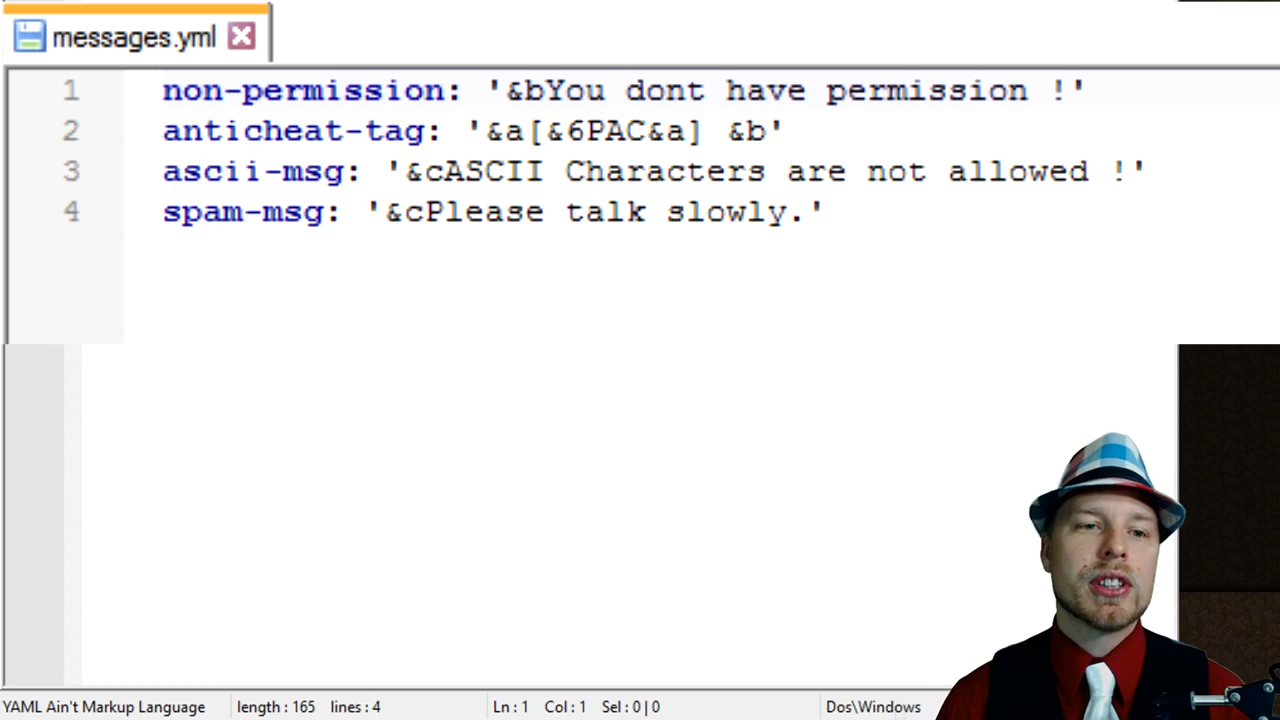 messages.yml
1 non-permission: '&bYou dont have permission !'
2 anticheat-tag: '&a[&6PAC&a] &b'
3 ascii-msg: '&cASCII Characters are not allowed !'
4 spam-msg: '&cPlease talk slowly.'
YAML Ain't Markup Language length : 165 lines : 4 Ln : 1 Col : 1 Sel : 0 | 0 Dos\Windows